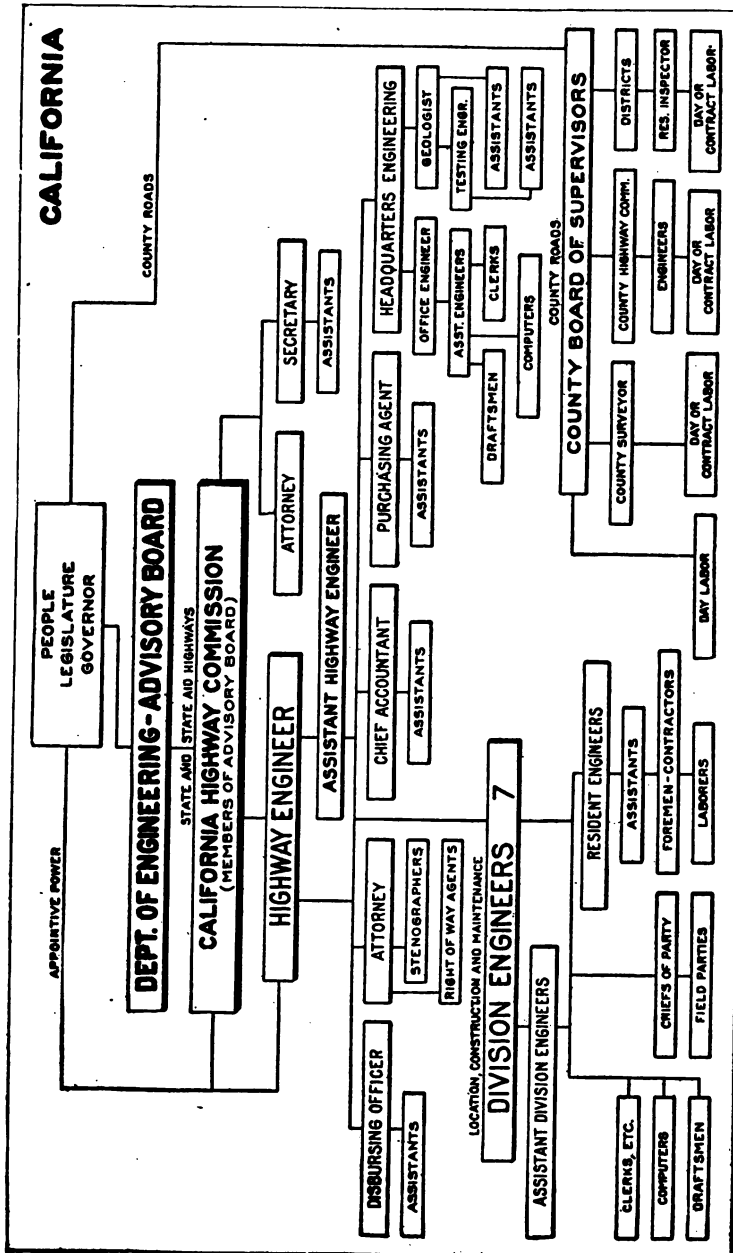 CALIFORNIA
PEOPLE
LEGISLATURE
GOVERNOR
APPOINTIVE POWER
COUNTY ROADS
DEPT. OF ENGINEERING-ADVISORY BOARD
STATE AND STATE AID HIGHWAYS
CALIFORNIA HIGHWAY COMMISSION
(MEMBERS OF ADVISORY BOARD)
HIGHWAY ENGINEER
ATTORNEY
SECRETARY
ASSISTANTS
ASSISTANT HIGHWAY ENGINEER
DISBURSING OFFICER
ASSISTANTS
ATTORNEY
STENOGRAPHERS
RIGHT OF WAY AGENTS
CHIEF ACCOUNTANT
ASSISTANTS
PURCHASING AGENT
ASSISTANTS
HEADQUARTERS ENGINEERING
OFFICE ENGINEER
ASST. ENGINEERS
DRAFTSMEN
CLERKS
COMPUTERS
GEOLOGIST
TESTING ENGR.
ASSISTANTS
ASSISTANTS
LOCATION, CONSTRUCTION AND MAINTENANCE
DIVISION ENGINEERS 7
ASSISTANT DIVISION ENGINEERS
CLERKS, ETC.
COMPUTERS
DRAFTSMEN
CHIEFS OF PARTY
FIELD PARTIES
RESIDENT ENGINEERS
ASSISTANTS
FOREMEN-CONTRACTORS
LABORERS
COUNTY ROADS
COUNTY BOARD OF SUPERVISORS
DAY LABOR
COUNTY SURVEYOR
DAY OR
CONTRACT LABOR
COUNTY HIGHWAY COMM.
ENGINEERS
DAY OR
CONTRACT LABOR
DISTRICTS
RES. INSPECTOR
DAY OR
CONTRACT LABOR-